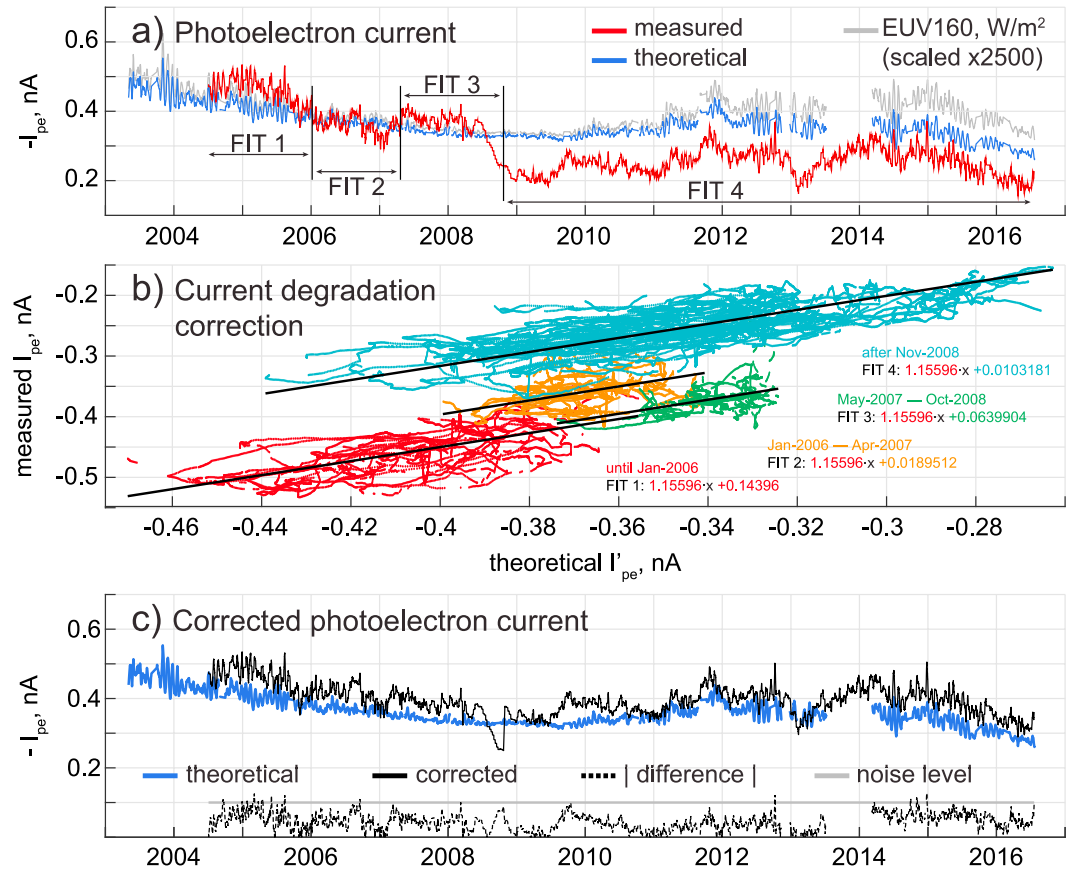 a) Photoelectron current
measured
theoretical
EUV160, W/m²
(scaled x2500)
-I_pe, nA
0.6
0.4
0.2
FIT 1
FIT 2
FIT 3
FIT 4
2004 2006 2008 2010 2012 2014 2016
b) Current degradation
correction
measured I_pe, nA
-0.2
-0.3
-0.4
-0.5
after Nov-2008
FIT 4: 1.15596·x +0.0103181
May-2007 — Oct-2008
FIT 3: 1.15596·x +0.0639904
Jan-2006 — Apr-2007
FIT 2: 1.15596·x +0.0189512
until Jan-2006
FIT 1: 1.15596·x +0.14396
-0.46 -0.44 -0.42 -0.4 -0.38 -0.36 -0.34 -0.32 -0.3 -0.28
theoretical I'_pe, nA
c) Corrected photoelectron current
- I_pe, nA
0.6
0.4
0.2
theoretical
corrected
| difference |
noise level
2004 2006 2008 2010 2012 2014 2016